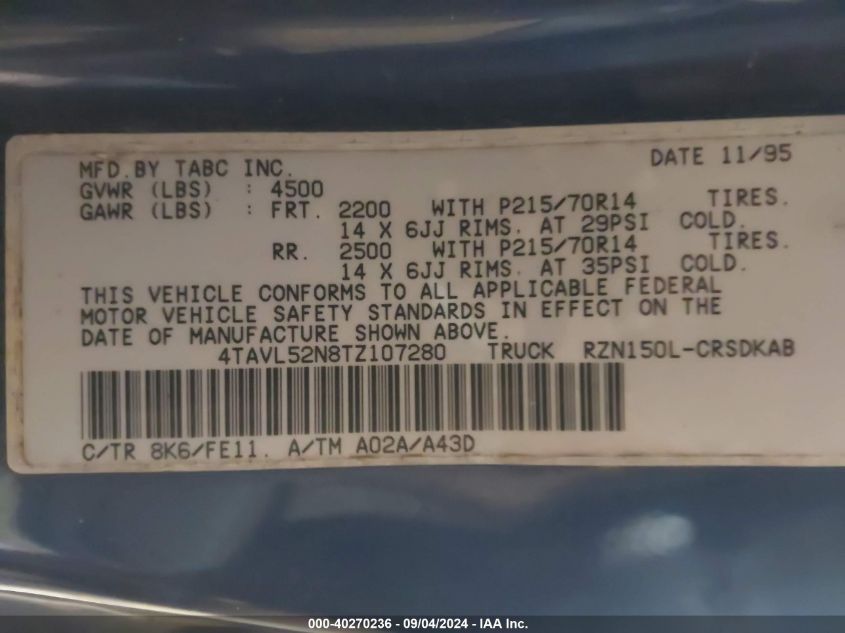 MFD.BY TABC INC. DATE 11/95
GVWR (LBS) : 4500
GAWR (LBS) : FRT. 2200 WITH P215/70R14 TIRES.
14 X 6JJ RIMS. AT 29PSI COLD.
RR. 2500 WITH P215/70R14 TIRES.
14 X 6JJ RIMS. AT 35PSI COLD.
THIS VEHICLE CONFORMS TO ALL APPLICABLE FEDERAL
MOTOR VEHICLE SAFETY STANDARDS IN EFFECT ON THE
DATE OF MANUFACTURE SHOWN ABOVE.
4TAVL52N8TZ107280 TRUCK RZN150L-CRSDKAB
C/TR 8K6/FE11. A/TM A02A/A43D
000-40270236 - 09/04/2024 - IAA Inc.